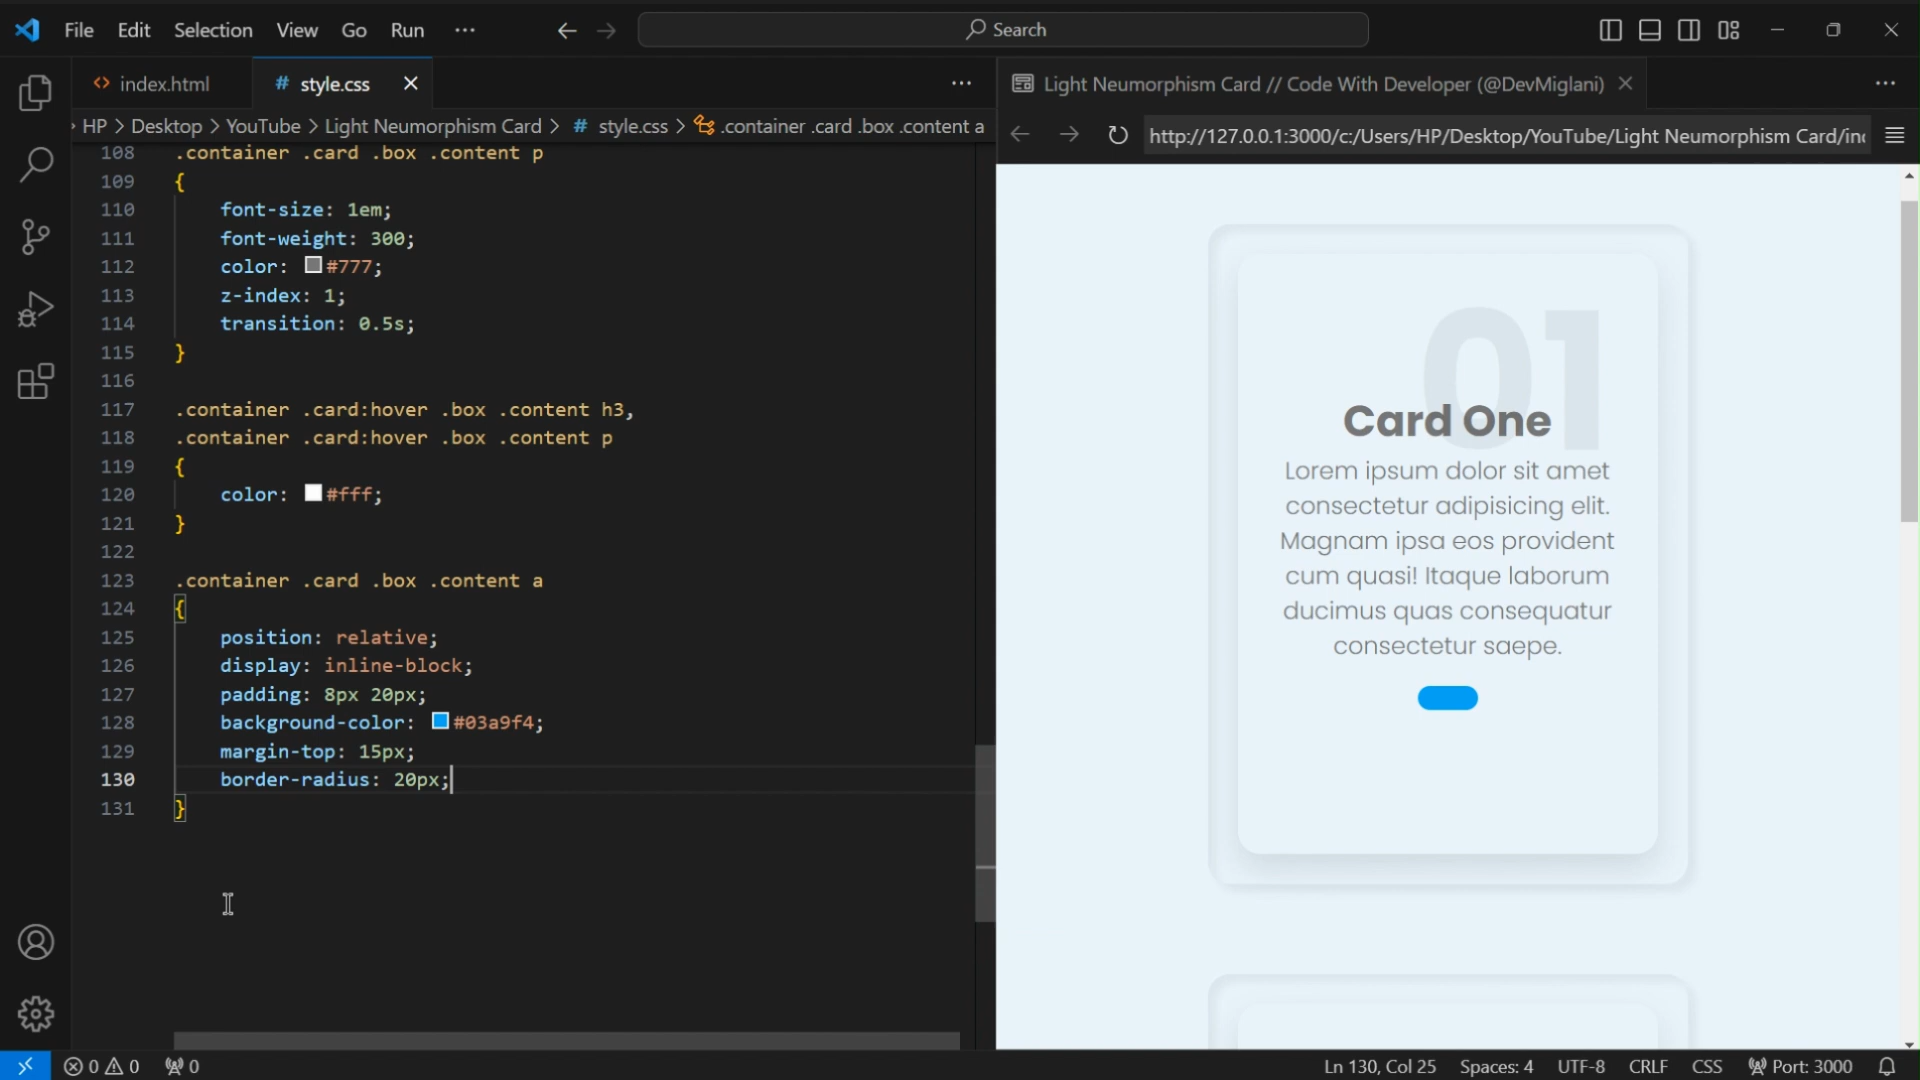 File Edit Selection View Go Run ···
Search
index.html
# style.css
Light Neumorphism Card // Code With Developer (@DevMiglani)
HP > Desktop > YouTube > Light Neumorphism Card > # style.css > .container .card .box .content a
http://127.0.0.1:3000/c:/Users/HP/Desktop/YouTube/Light Neumorphism Card/in
108 .container .card .box .content p
109 {
110 font-size: 1em;
111 font-weight: 300;
112 color: #777;
113 z-index: 1;
114 transition: 0.5s;
115 }
116
117 .container .card:hover .box .content h3,
118 .container .card:hover .box .content p
119 {
120 color: #fff;
121 }
122
123 .container .card .box .content a
124 {
125 position: relative;
126 display: inline-block;
127 padding: 8px 20px;
128 background-color: #03a9f4;
129 margin-top: 15px;
130 border-radius: 20px;
131 }
01
Card One
Lorem ipsum dolor sit amet
consectetur adipisicing elit.
Magnam ipsa eos provident
cum quasi! Itaque laborum
ducimus quas consequatur
consectetur saepe.
0 0 0
Ln 130, Col 25 Spaces: 4 UTF-8 CRLF CSS Port: 3000